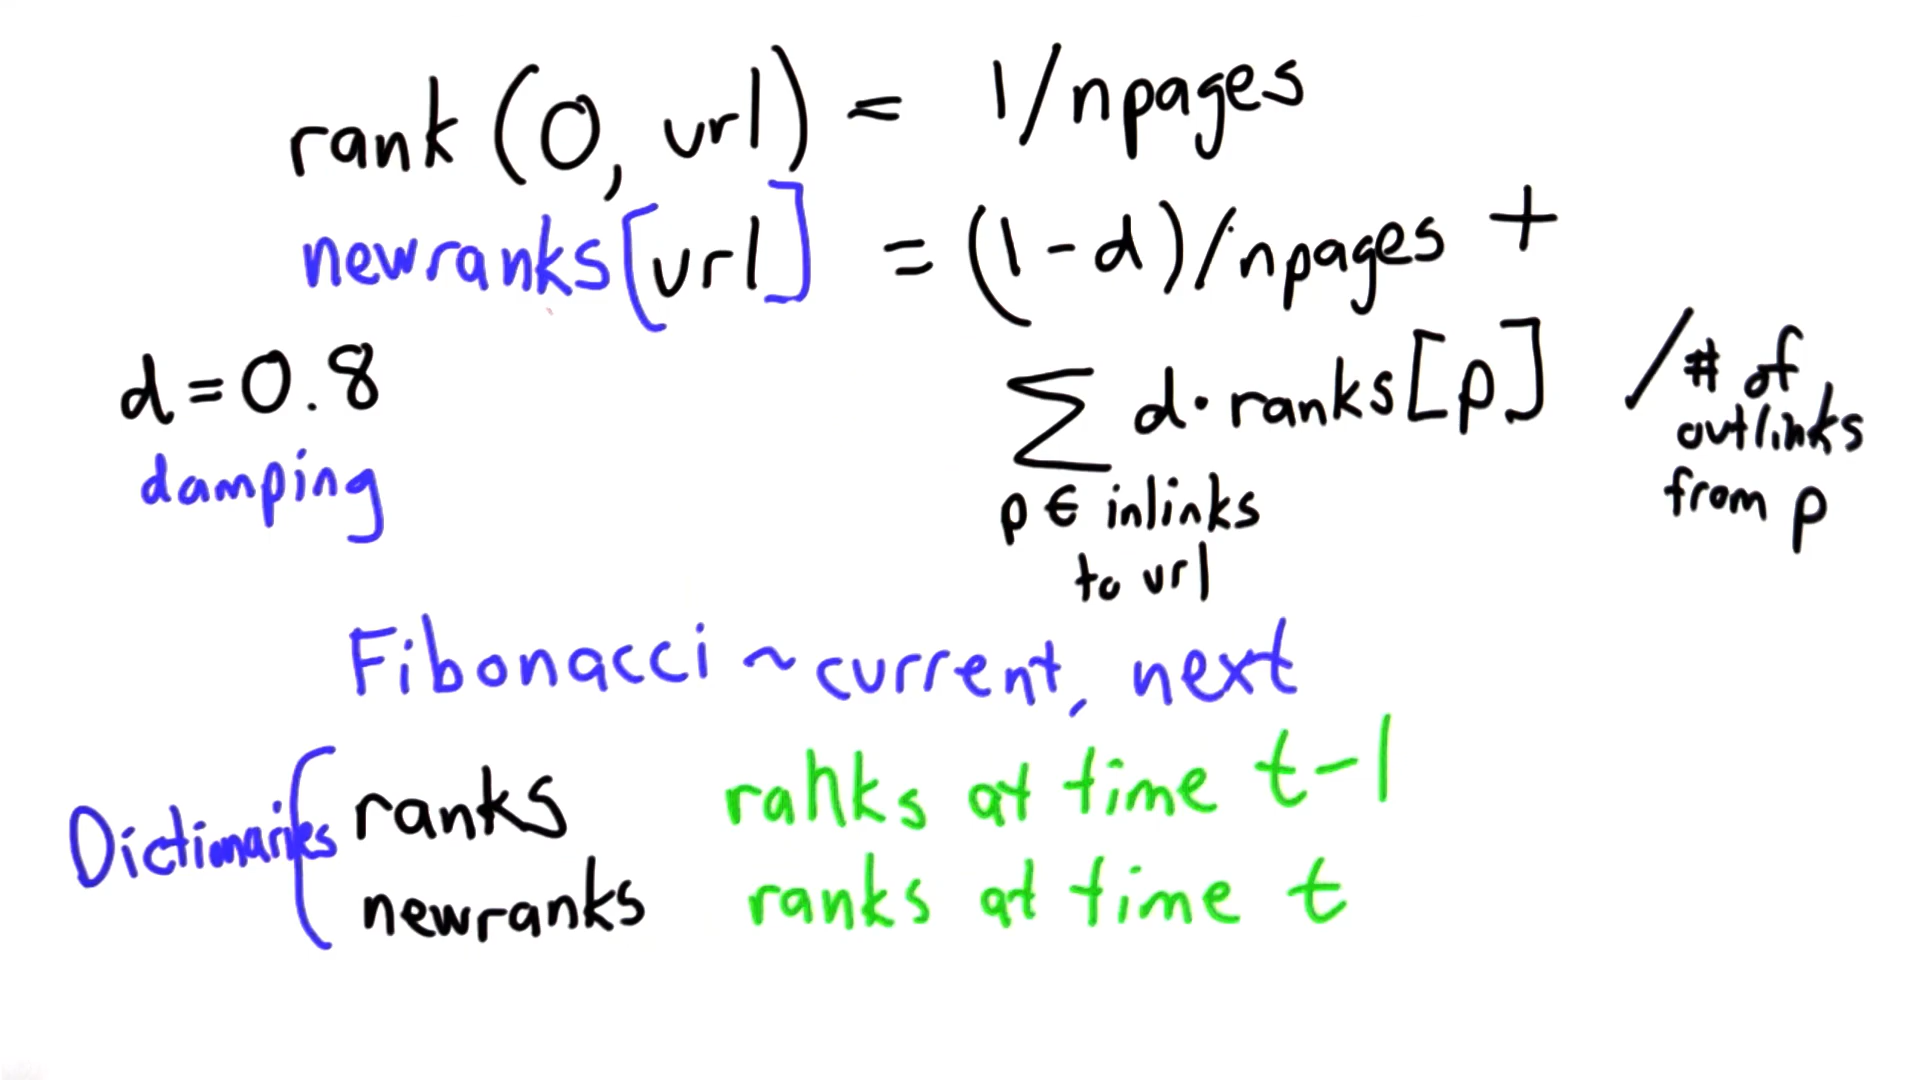 rank (0, url) = 1/npages
newranks[url] = (1-d)/npages +
d = 0.8
damping
∑ d·ranks[p] / # of outlinks from p
p ∈ inlinks
to url
Fibonacci ~ current, next
Dictionaries { ranks ranks at time t-1
newranks ranks at time t